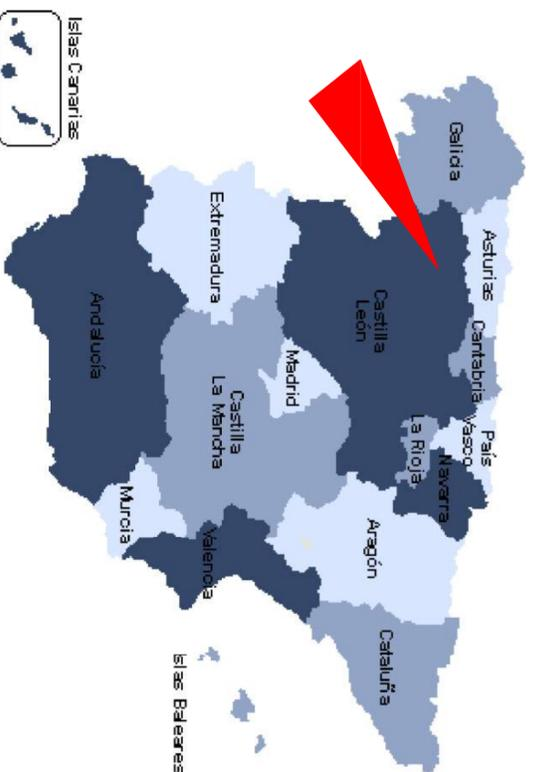 Galicia
Asturias
Cantabria
País
Vasco
Navarra
La Rioja
Castilla
León
Aragón
Cataluña
Madrid
Extremadura
Castilla
La Mancha
Valencia
Islas Baleares
Murcia
Andalucía
Islas Canarias